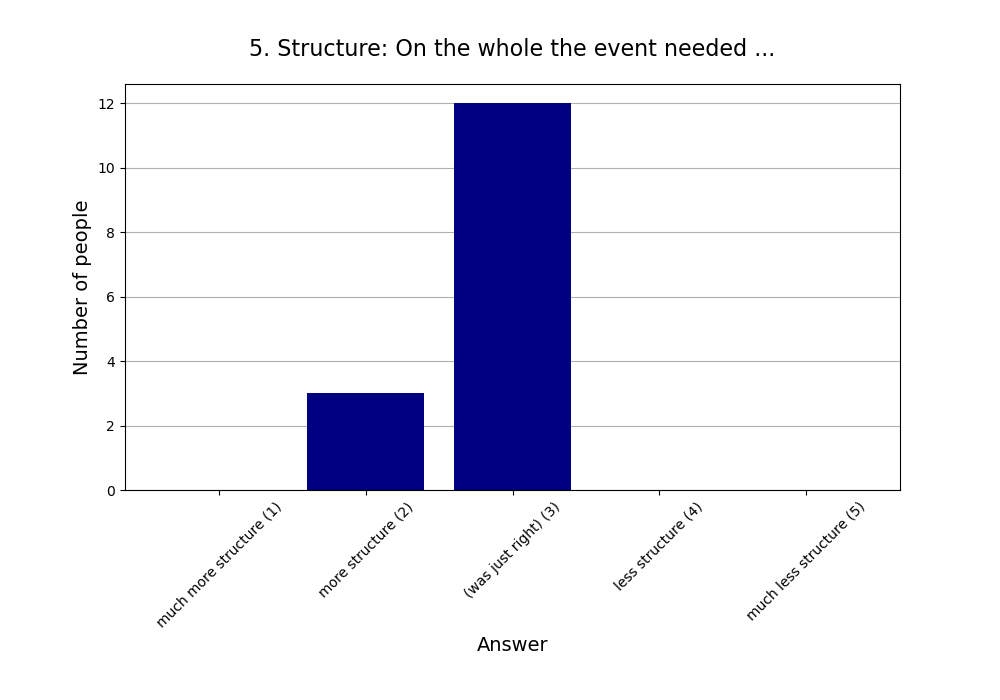 5. Structure: On the whole the event needed ...
Number of people
12
10
8
6
4
2
0
much more structure (1)
more structure (2)
(was just right) (3)
less structure (4)
much less structure (5)
Answer